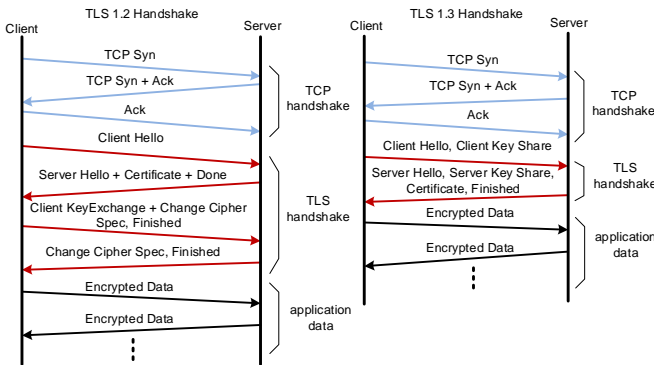 TLS 1.2 Handshake
Client
Server
TCP Syn
TCP Syn + Ack
Ack
TCP
handshake
Client Hello
Server Hello + Certificate + Done
Client KeyExchange + Change Cipher
Spec, Finished
Change Cipher Spec, Finished
TLS
handshake
Encrypted Data
Encrypted Data
application
data
TLS 1.3 Handshake
Client
Server
TCP Syn
TCP Syn + Ack
Ack
TCP
handshake
Client Hello, Client Key Share
Server Hello, Server Key Share,
Certificate, Finished
TLS
handshake
Encrypted Data
Encrypted Data
application
data